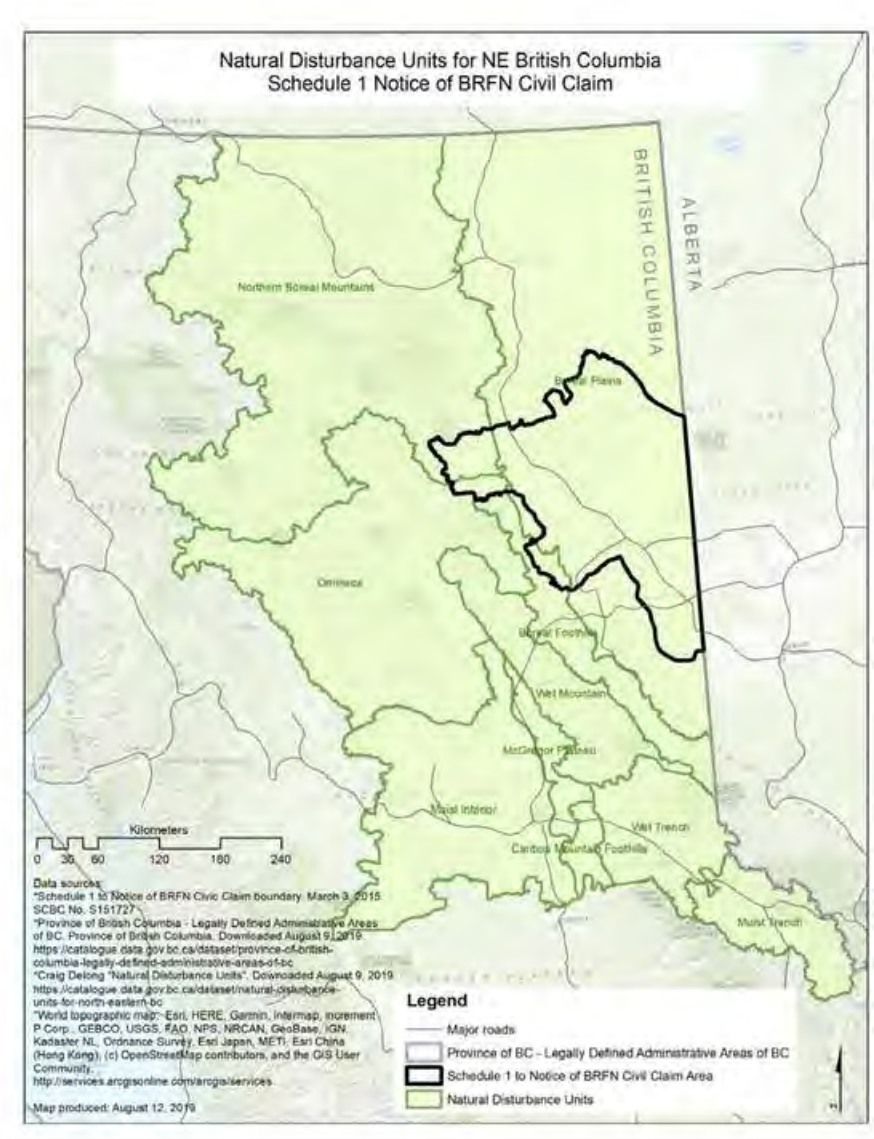 Natural Disturbance Units for NE British Columbia
Schedule 1 Notice of BRFN Civil Claim
BRITISH COLUMBIA
ALBERTA
Northern Boreal Mountains
Boreal Plains
Omineca
Boreal Foothills
Wet Mountain
McGregor Plateau
Moist Interior
Wet Trench
Cariboo Mountain Foothills
Moist Trench
Kilometers
0 30 60 120 180 240
Data sources:
*Schedule 1 to Notice of BRFN Civic Claim boundary. March 3, 2015
SCBC No. S151727
*Province of British Columbia - Legally Defined Administrative Areas
of BC. Province of British Columbia. Downloaded August 9, 2019
https://catalogue.data.gov.bc.ca/dataset/province-of-british-
columbia-legally-defined-administrative-areas-of-bc
*Craig Delong "Natural Disturbance Units". Downoaded August 9, 2019
https://catalogue.data.gov.bc.ca/dataset/natural-disturbance-
units-for-north-eastern-bc
*World topographic map: Esri, HERE, Garmin, Intermap, increment
P Corp., GEBCO, USGS, FAO, NPS, NRCAN, GeoBase, IGN,
Kadaster NL, Ordnance Survey, Esri Japan, METI, Esri China
(Hong Kong), (c) OpenStreetMap contributors, and the GIS User
Community.
http://services.arcgisonline.com/arcgis/services
Map produced: August 12, 2019
Legend
Major roads
Province of BC - Legally Defined Administrative Areas of BC
Schedule 1 to Notice of BRFN Civil Claim Area
Natural Disturbance Units